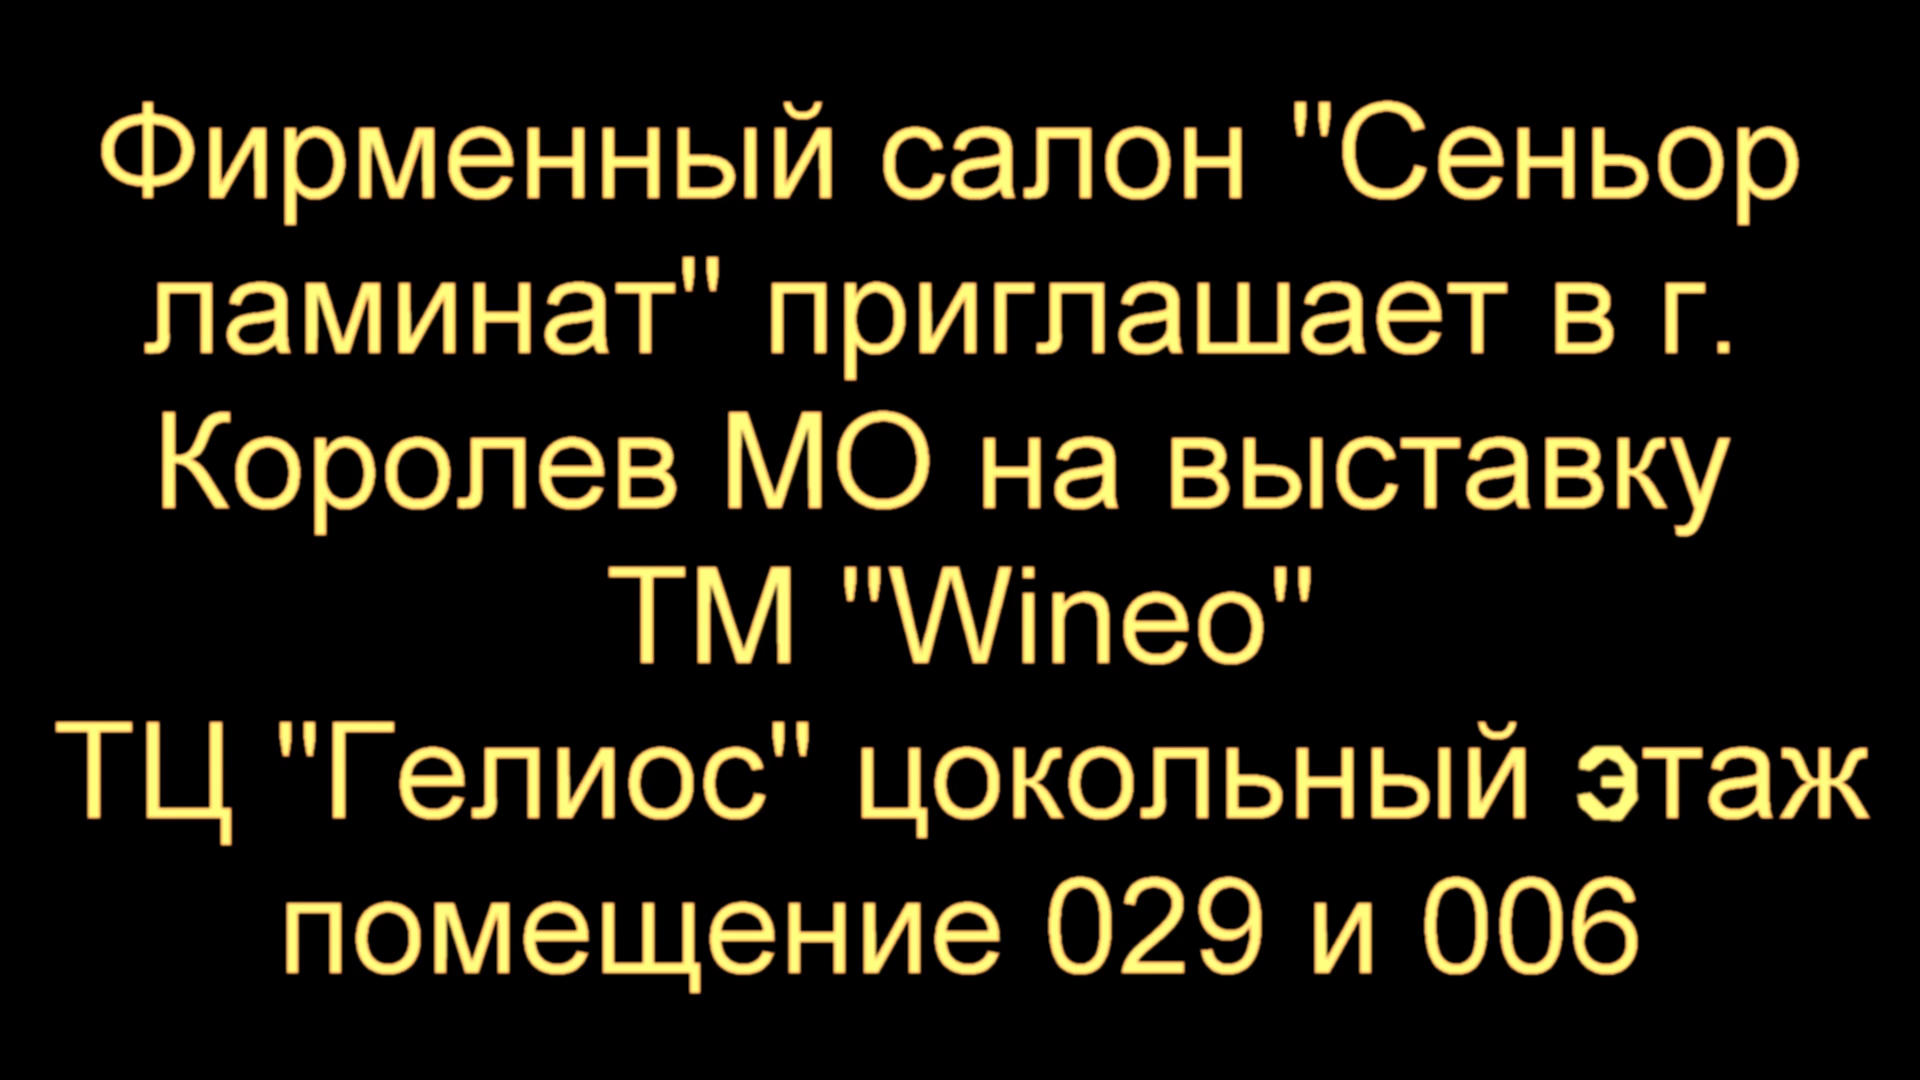 Фирменный салон "Сеньор
ламинат" приглашает в г.
Королев МО на выставку
ТМ "Wineo"
ТЦ "Гелиос" цокольный этаж
помещение 029 и 006